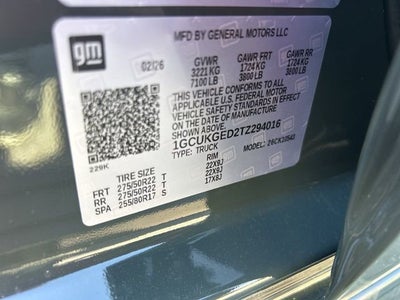 gm
MFD BY GENERAL MOTORS LLC
02/26 GVWR GAWR FRT GAWR RR
3221 KG 1724 KG 1724 KG
7100 LB 3800 LB 3800 LB
THIS VEHICLE CONFORMS TO ALL APPLICABLE U.S. FEDERAL MOTOR VEHICLE SAFETY STANDARDS IN EFFECT ON THE DATE OF MANUFACTURE SHOWN ABOVE.
1GCUKGED2TZ294016
TYPE: TRUCK MODEL:
229K
TIRE SIZE RIM
FRT 275/50R22 T 22X9J
RR 275/50R22 T 22X9J
SPA 255/80R17 S 17X8J